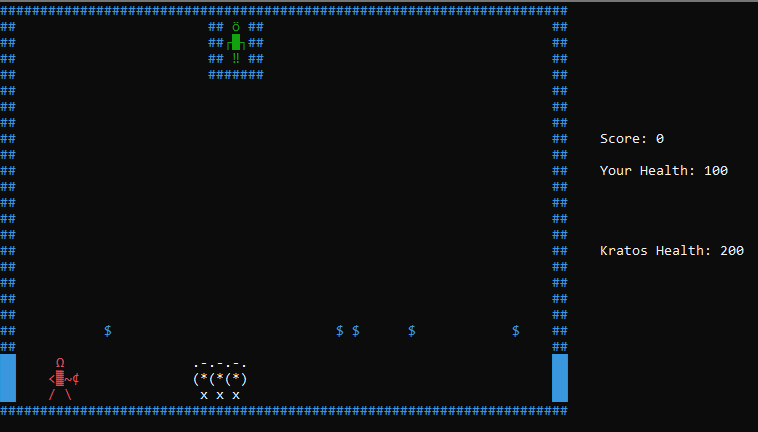 Score: 0
Your Health: 100
Kratos Health: 200
$ $ $ $ $
.-.-.-.
(*(*(*)
x x x